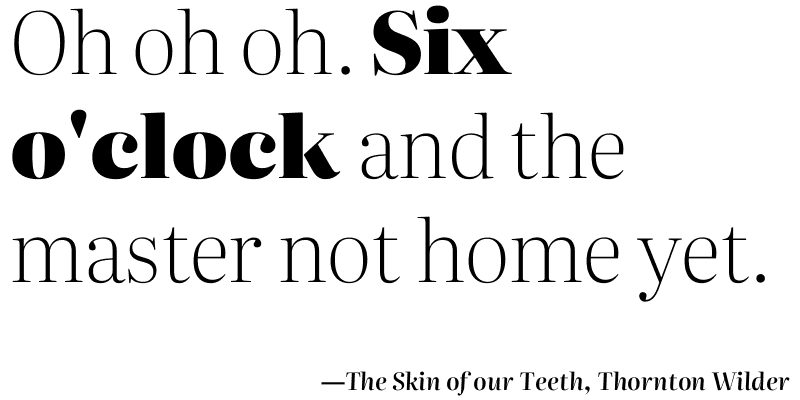 Oh oh oh. Six
o'clock and the
master not home yet.
—The Skin of our Teeth, Thornton Wilder